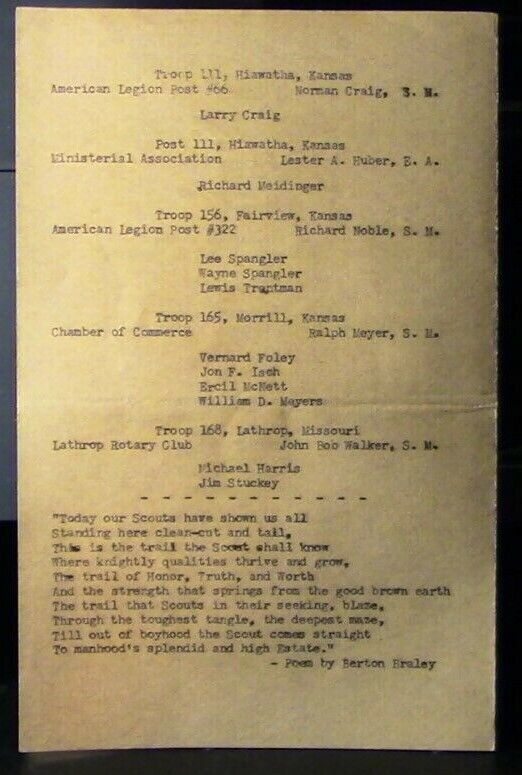 Troop 111, Hiawatha, Kansas
American Legion Post #66 Norman Craig, S. M.
Larry Craig
Post 111, Hiawatha, Kansas
Ministerial Association Lester A. Huber, E. A.
Richard Meidinger
Troop 156, Fairview, Kansas
American Legion Post #322 Richard Noble, S. M.
Lee Spangler
Wayne Spangler
Lewis Trantman
Troop 165, Morrill, Kansas
Chamber of Commerce Ralph Meyer, S. M.
Vernard Foley
Jon F. Isch
Ercil McNett
William D. Meyers
Troop 168, Lathrop, Missouri
Lathrop Rotary Club John Bob Walker, S. M.
Michael Harris
Jim Stuckey
- - - - - - - - - - - -
"Today our Scouts have shown us all
Standing here clean-cut and tall,
This is the trail the Scout shall know
Where knightly qualities thrive and grow,
The trail of Honor, Truth, and Worth
And the strength that springs from the good brown earth
The trail that Scouts in their seeking, blaze,
Through the toughest tangle, the deepest maze,
Till out of boyhood the Scout comes straight
To manhood's splendid and high Estate."
- Poem by Berton Braley